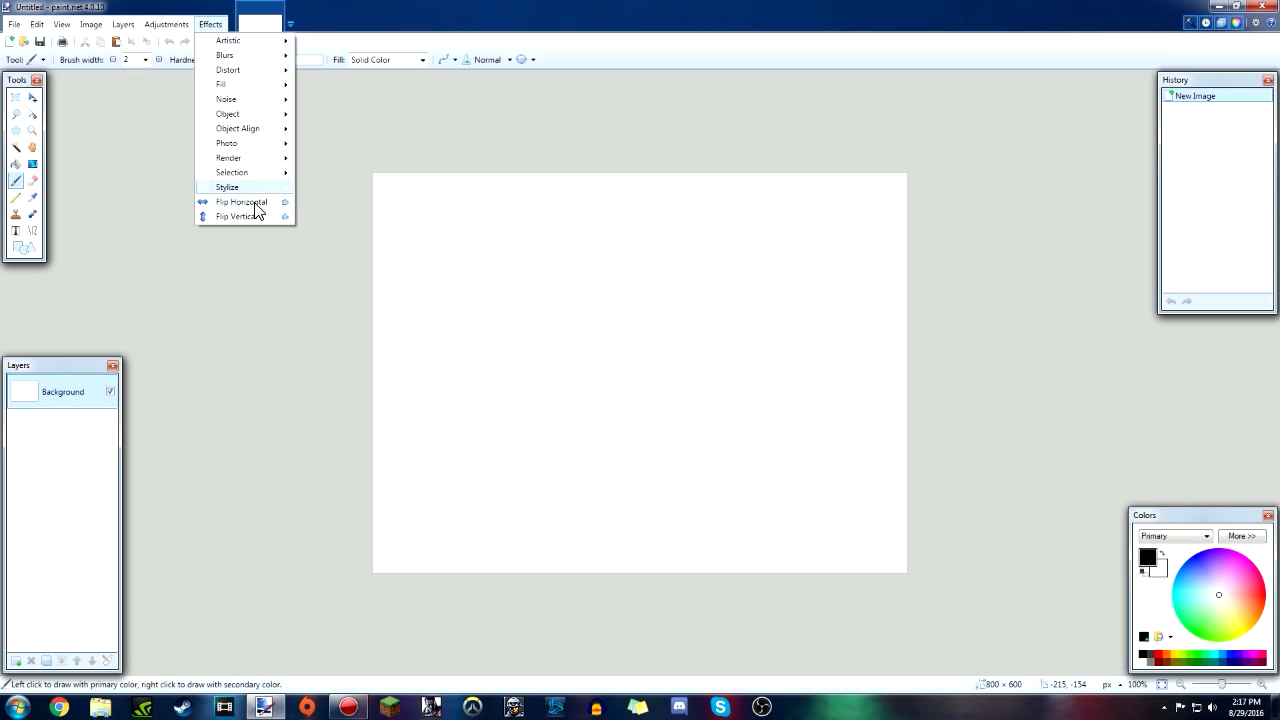 Untitled - paint.net 4.0.10
File Edit View Image Layers Adjustments Effects
Tool: Brush width: 2 Fill: Solid Color Normal
Artistic
Blurs
Distort
Fill
Noise
Object
Object Align
Photo
Render
Selection
Stylize
Flip Horizontal
Flip
Tools
History
New Image
Layers
Background
Colors
Primary More >>
Left click to draw with primary color, right click to draw with secondary color. 800 × 600 -215, -154 px 100%
2:17 PM
8/29/2016